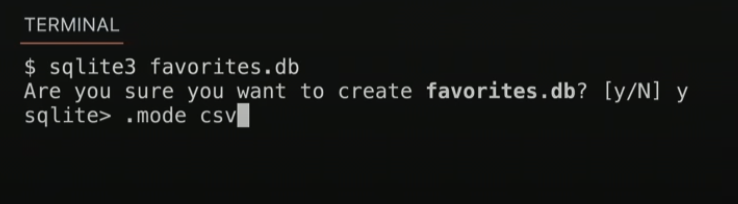 TERMINAL
$ sqlite3 favorites.db
Are you sure you want to create favorites.db? [y/N] y
sqlite> .mode csv